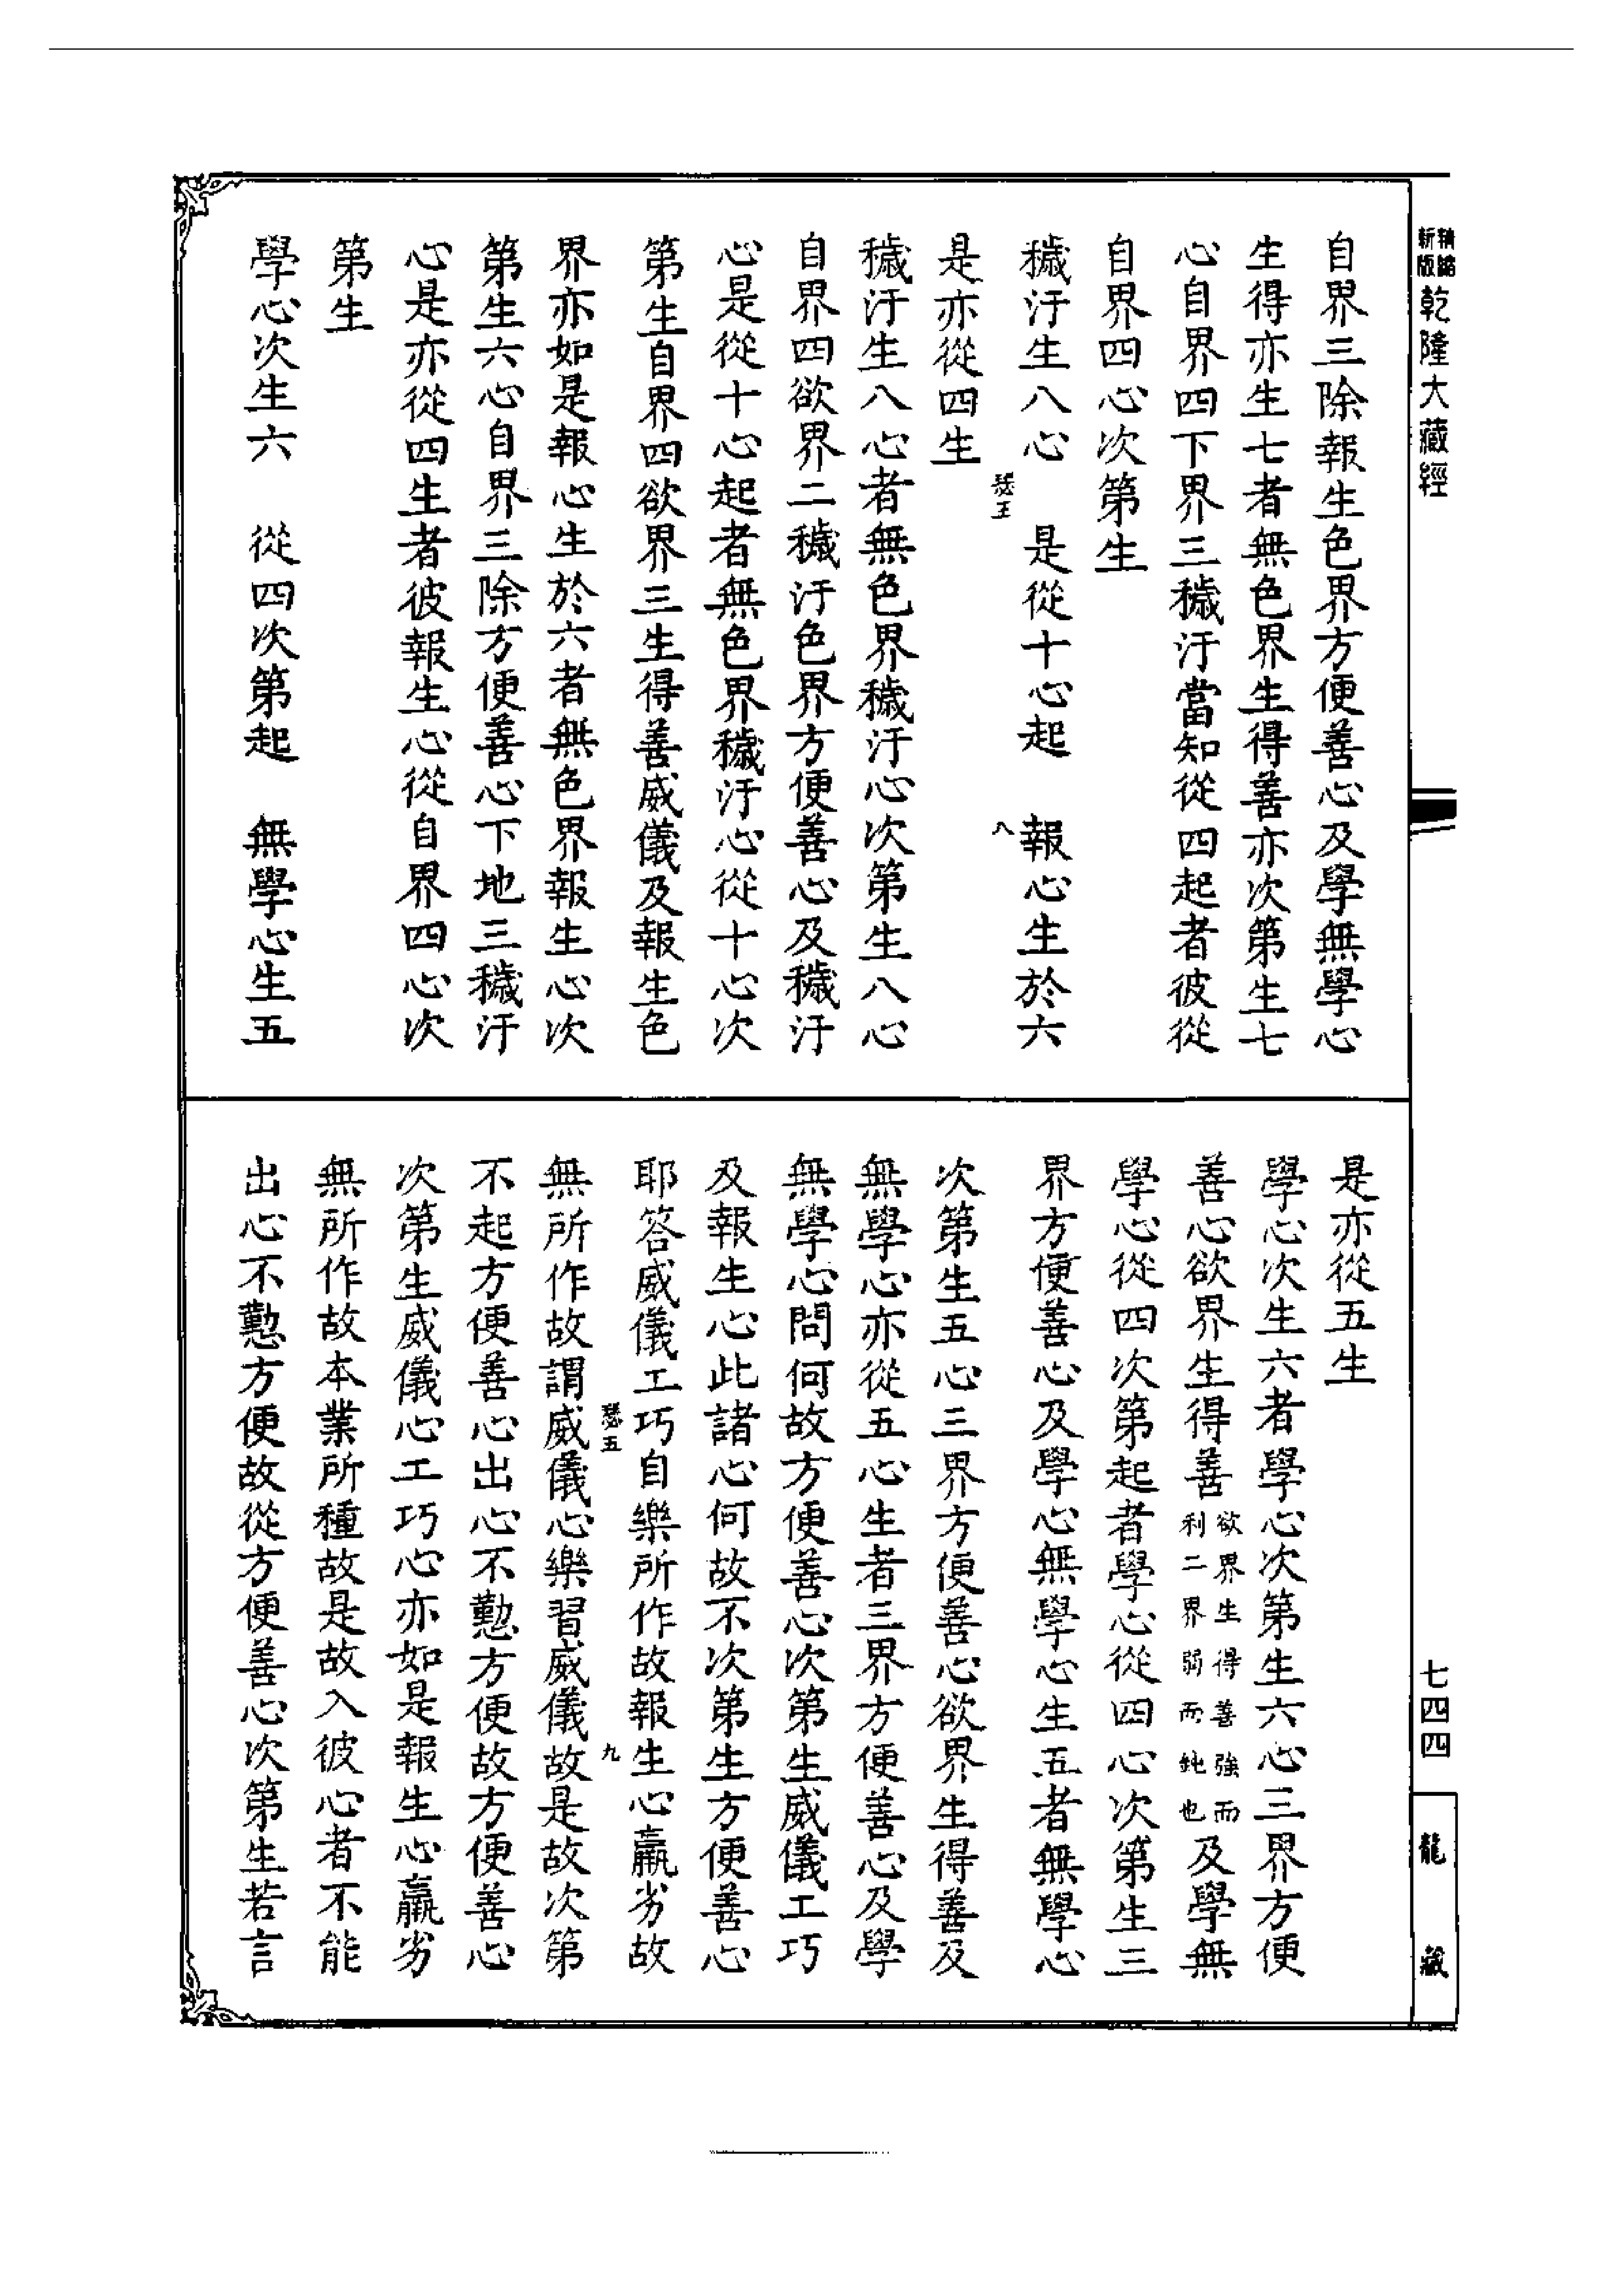 新版精縮乾隆大藏經
自界三除報生色界方便善心及學無學心
生得亦生七者無色界生得善亦次第生七
心自界四下界三穢汙當知從四起者彼從
自界四心次第生
穢汙生八心　是從十心起　報心生於六
是亦從四生
穢汙生八心者無色界穢汙心次第生八心
自界四欲界二穢汙色界方便善心及穢汙
心是從十心起者無色界穢汙心從十心次
第生自界四欲界三生得善威儀及報生色
界亦如是報心生於六者無色界報生心次
第生六心自界三除方便善心下地三穢汙
心是亦從四生者彼報生心從自界四心次
第生
學心次生六　從四次第起　無學心生五
八
是亦從五生
學心次生六者學心次第生六心三界方便
善心欲界生得善欲界生得善強而利二界弱而鈍也及學無
學心從四次第起者學心從四心次第生三
界方便善心及學心無學心生五者無學心
次第生五心三界方便善心欲界生得善及
無學心亦從五心生者三界方便善心及學
無學心問何故方便善心次第生威儀工巧
及報生心此諸心何故不次第生方便善心
耶答威儀工巧自樂所作故報生心羸劣故
無所作故謂威儀心樂習威儀故是故次第
不起方便善心出心不懃方便故方便善心
次第生威儀心工巧心亦如是報生心羸劣
無所作故本業所種故是故入彼心者不能
出心不懃方便故從方便善心次第生若言
瑟五
九
七四四
龍藏